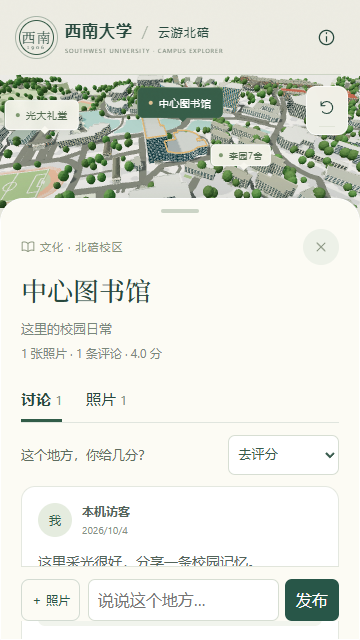 西南
1906
西南大学 / 云游北碚
SOUTHWEST UNIVERSITY · CAMPUS EXPLORER
中心图书馆
光大礼堂
李园7舍
文化 · 北碚校区
中心图书馆
这里的校园日常
1 张照片 · 1 条评论 · 4.0 分
讨论 1 照片 1
这个地方，你给几分？ 去评分
我 本机访客
2026/10/4
这里采光很好，分享一条校园记忆。
+ 照片 说说这个地方... 发布